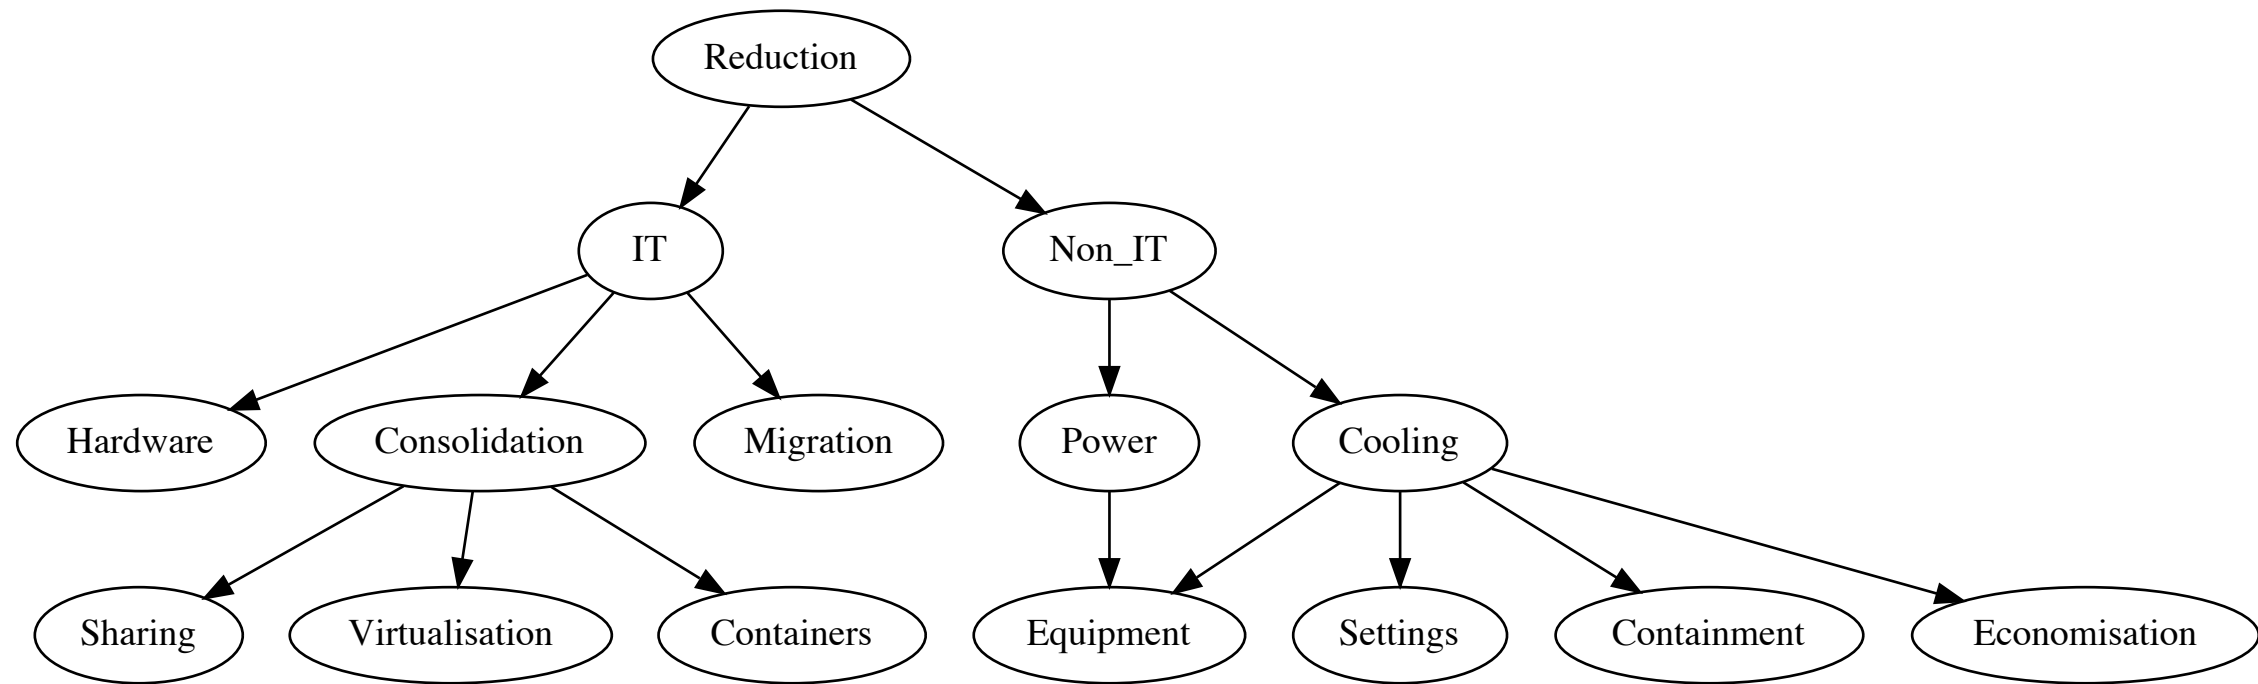 Reduction
IT
Non_IT
Hardware
Consolidation
Migration
Power
Cooling
Sharing
Virtualisation
Containers
Equipment
Settings
Containment
Economisation